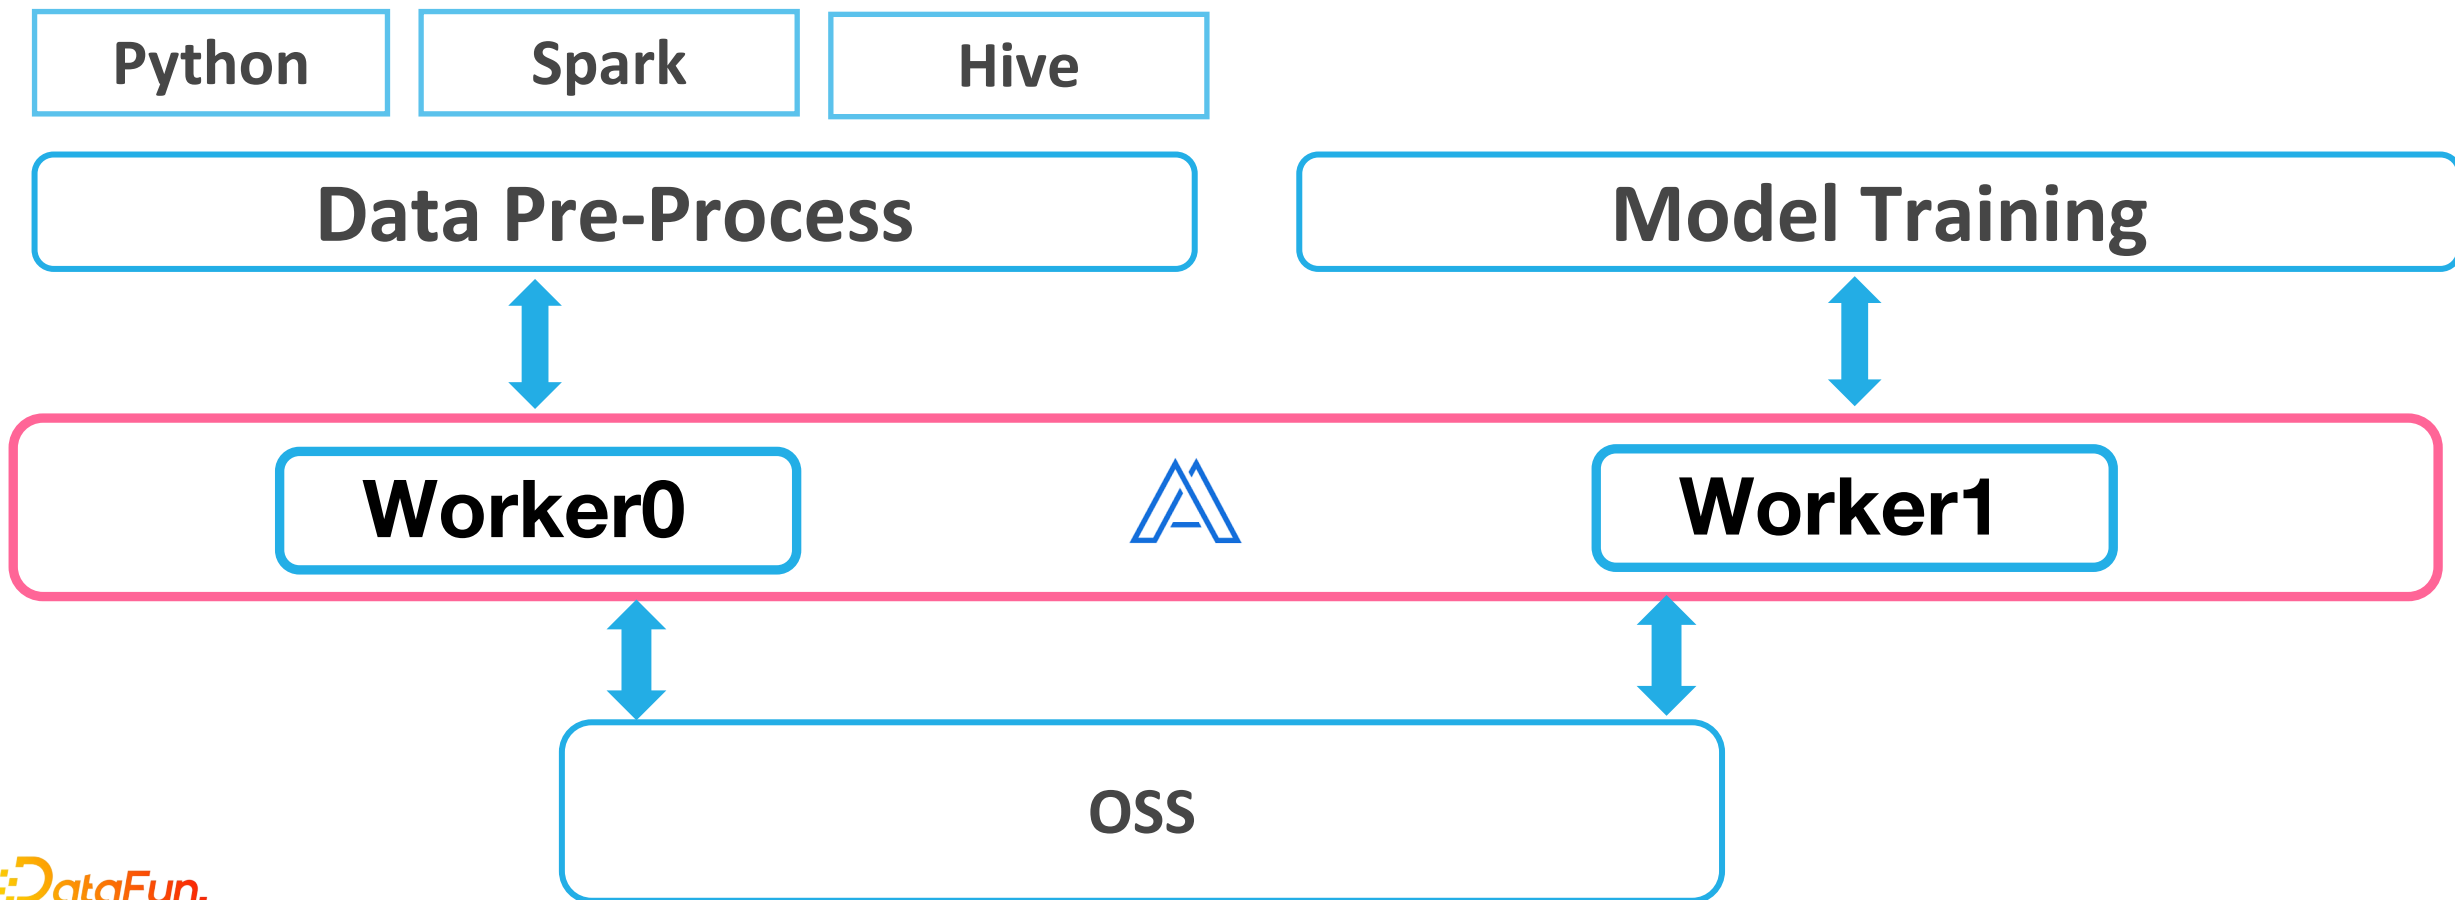 Python
Spark
Hive
Data Pre-Process
Model Training
Worker0
Worker1
OSS
DataFun.